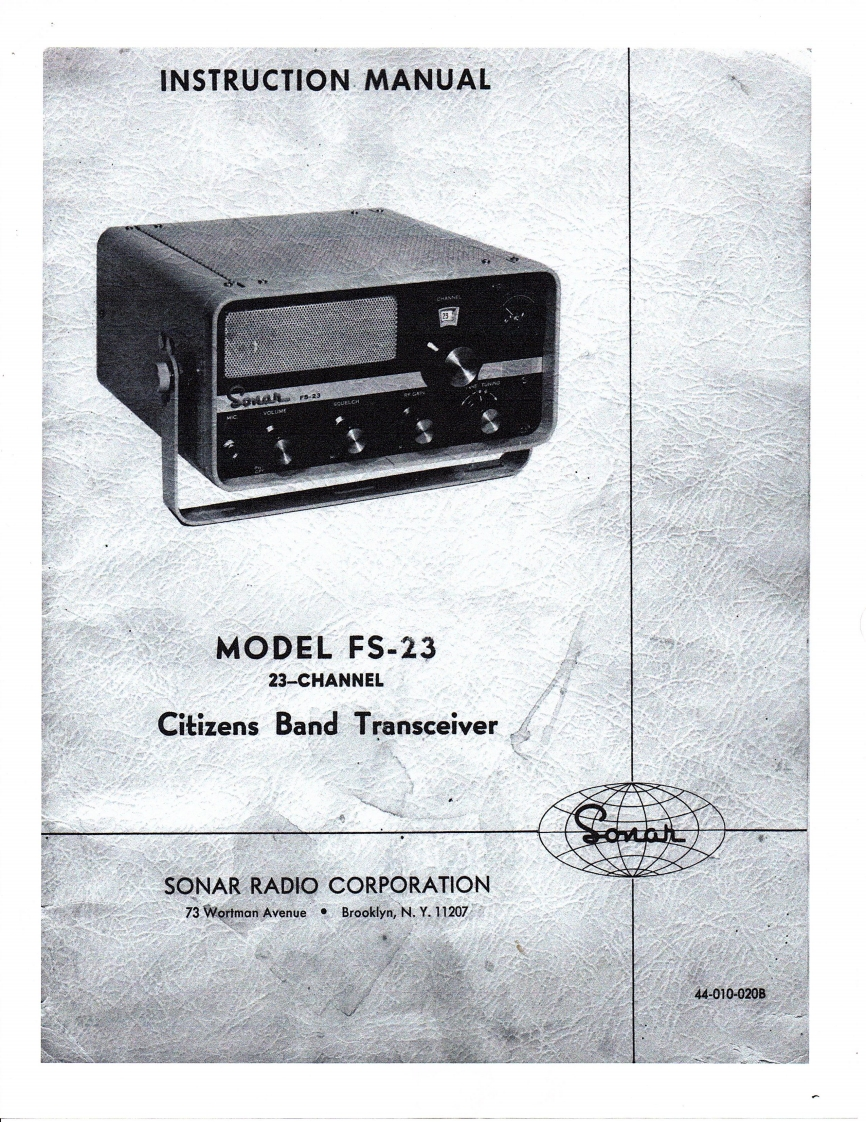 INSTRUCTION MANUAL
CHANNEL
23
Sonar FS-23
MIC. VOLUME SQUELCH RF GAIN TUNING
MODEL FS-23
23–CHANNEL
Citizens Band Transceiver
Sonar
SONAR RADIO CORPORATION
73 Wortman Avenue • Brooklyn, N. Y. 11207
44-010-020B